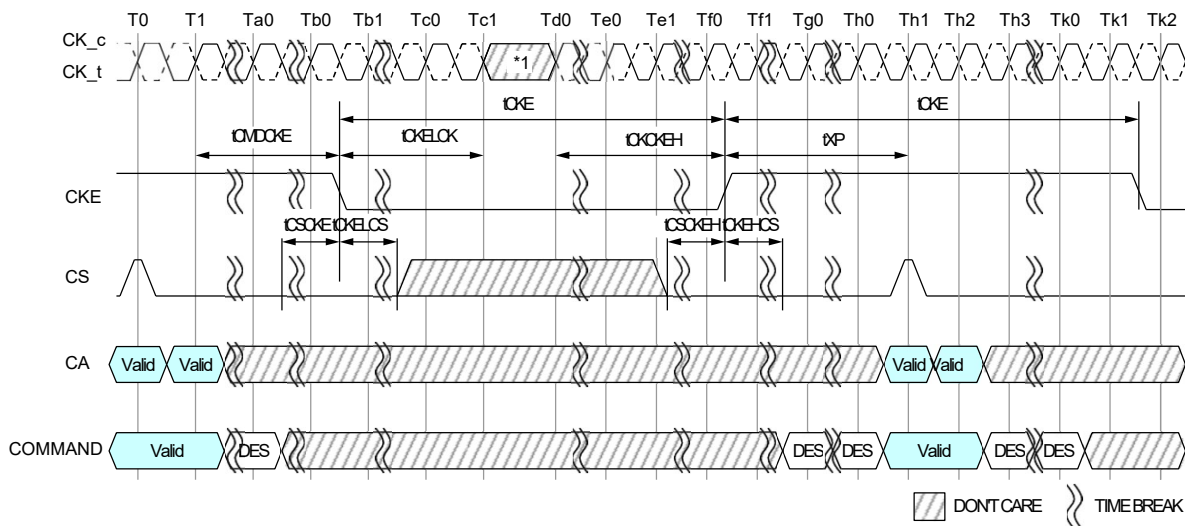 T0 T1 Ta0 Tb0 Tb1 Tc0 Tc1 Td0 Te0 Te1 Tf0 Tf1 Tg0 Th0 Th1 Th2 Th3 Tk0 Tk1 Tk2
CK_c
CK_t
*1
tCKE tCKE
tCMDCKE tCKELCK tCKCKEH tXP
CKE
tCSCKE tCKELCS tCSCKEH tCKEHCS
CS
CA Valid Valid Valid Valid
COMMAND Valid DES DES DES Valid DES DES
DON'T CARE TIME BREAK